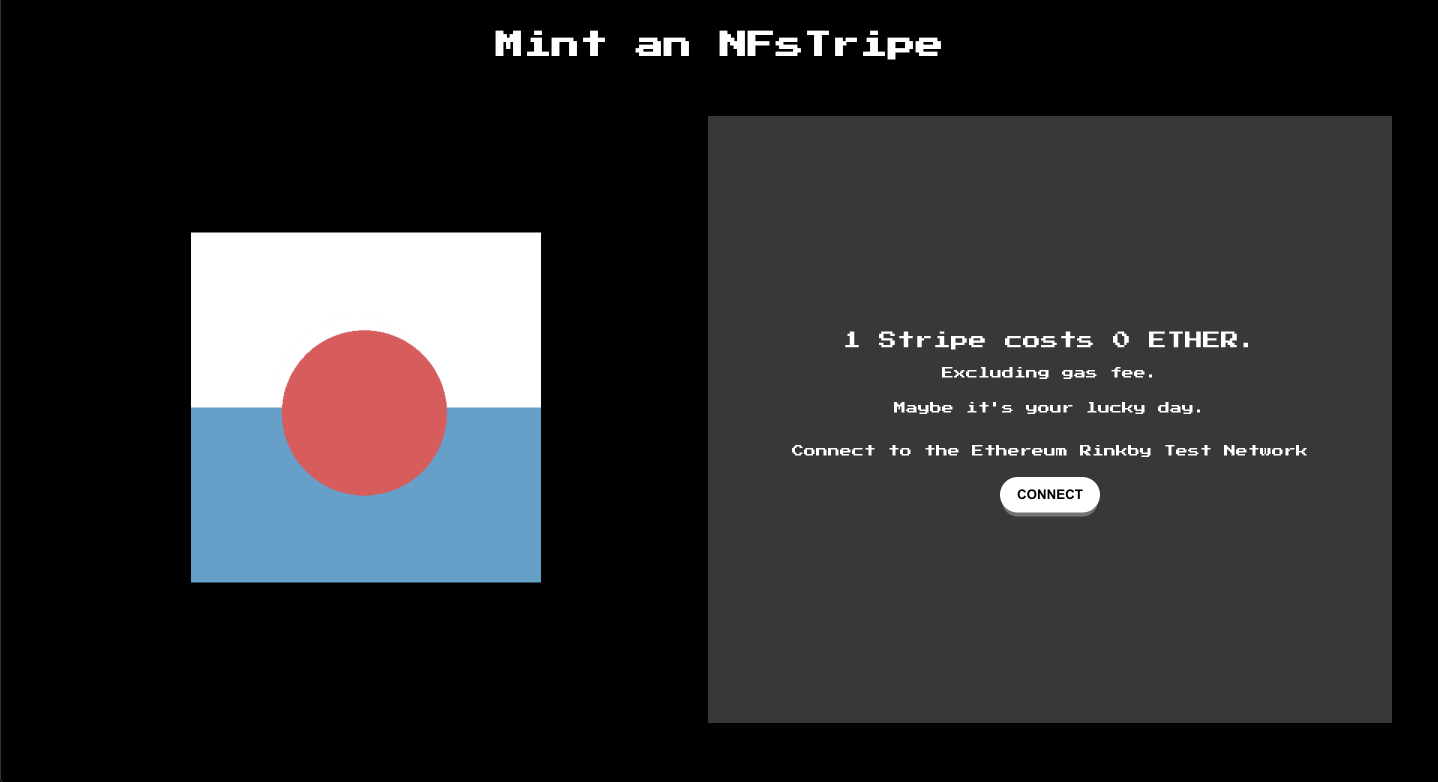 Mint an NFsTripe
1 Stripe costs 0 ETHER.
Excluding gas fee.
Maybe it's your lucky day.
Connect to the Ethereum Rinkby Test Network
CONNECT